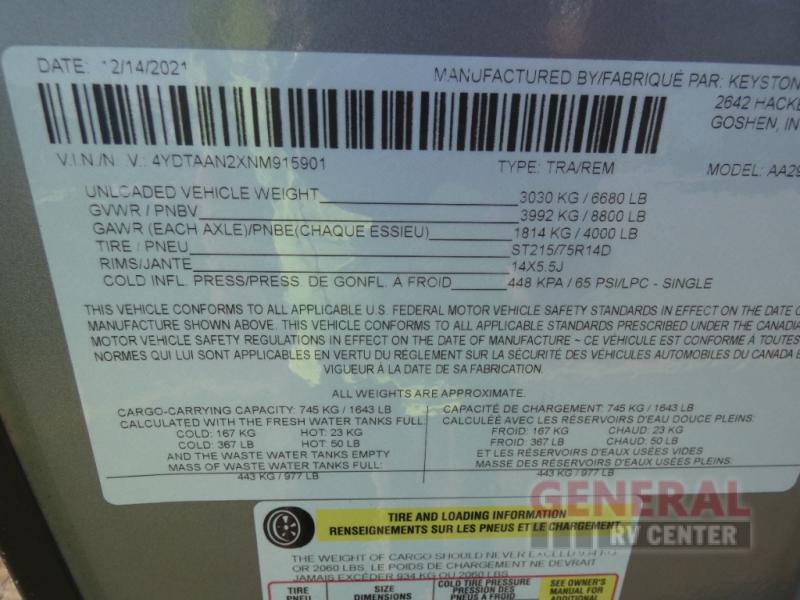 DATE: 12/14/2021
MANUFACTURED BY/FABRIQUÉ PAR: KEYSTON
2642 HACKE
GOSHEN, IN
V.I.N./N V.: 4YDTAAN2XNM915901
TYPE: TRA/REM
MODEL: AA29
UNLOADED VEHICLE WEIGHT 3030 KG / 6680 LB
GVWR / PNBV 3992 KG / 8800 LB
GAWR (EACH AXLE)/PNBE(CHAQUE ESSIEU) 1814 KG / 4000 LB
TIRE / PNEU ST215/75R14D
RIMS/JANTE 14X5.5J
COLD INFL. PRESS/PRESS. DE GONFL. À FROID 448 KPA / 65 PSI/LPC - SINGLE
THIS VEHICLE CONFORMS TO ALL APPLICABLE U.S. FEDERAL MOTOR VEHICLE SAFETY STANDARDS IN EFFECT ON THE DATE O
MANUFACTURE SHOWN ABOVE. THIS VEHICLE CONFORMS TO ALL APPLICABLE STANDARDS PRESCRIBED UNDER THE CANADIA
MOTOR VEHICLE SAFETY REGULATIONS IN EFFECT ON THE DATE OF MANUFACTURE ~ CE VÉHICULE EST CONFORME À TOUTE
NORMES QUI LUI SONT APPLICABLES EN VERTU DU RÈGLEMENT SUR LA SÉCURITÉ DES VÉHICULES AUTOMOBILES DU CANADA E
VIGUEUR À LA DATE DE SA FABRICATION.
ALL WEIGHTS ARE APPROXIMATE.
CARGO-CARRYING CAPACITY: 745 KG / 1643 LB
CALCULATED WITH THE FRESH WATER TANKS FULL
COLD: 167 KG HOT: 23 KG
COLD: 367 LB HOT: 50 LB
AND THE WASTE WATER TANKS EMPTY
MASS OF WASTE WATER TANKS FULL:
443 KG / 977 LB
CAPACITÉ DE CHARGEMENT: 745 KG / 1643 LB
CALCULÉE AVEC LES RÉSERVOIRS D'EAU DOUCE PLEINS:
FROID: 167 KG CHAUD: 23 KG
FROID: 367 LB CHAUD: 50 LB
ET LES RÉSERVOIRS D'EAUX USÉES VIDES
MASSE DES RÉSERVOIRS D'EAUX USÉES PLEINS:
443 KG / 977 LB
GENERAL
RV CENTER
TIRE AND LOADING INFORMATION
RENSEIGNEMENTS SUR LES PNEUS ET LE CHARGEMENT
THE WEIGHT OF CARGO SHOULD NEVER EXCEED 934 KG
OR 2060 LBS. LE POIDS DE CHARGEMENT NE DEVRAIT
JAMAIS EXCÉDER 934 KG OU 2060 LBS.
TIRE
PNEU
SIZE
DIMENSIONS
COLD TIRE PRESSURE
PRESSION DES
PNEUS À FROID
SEE OWNER'S
MANUAL FOR
ADDITIONAL